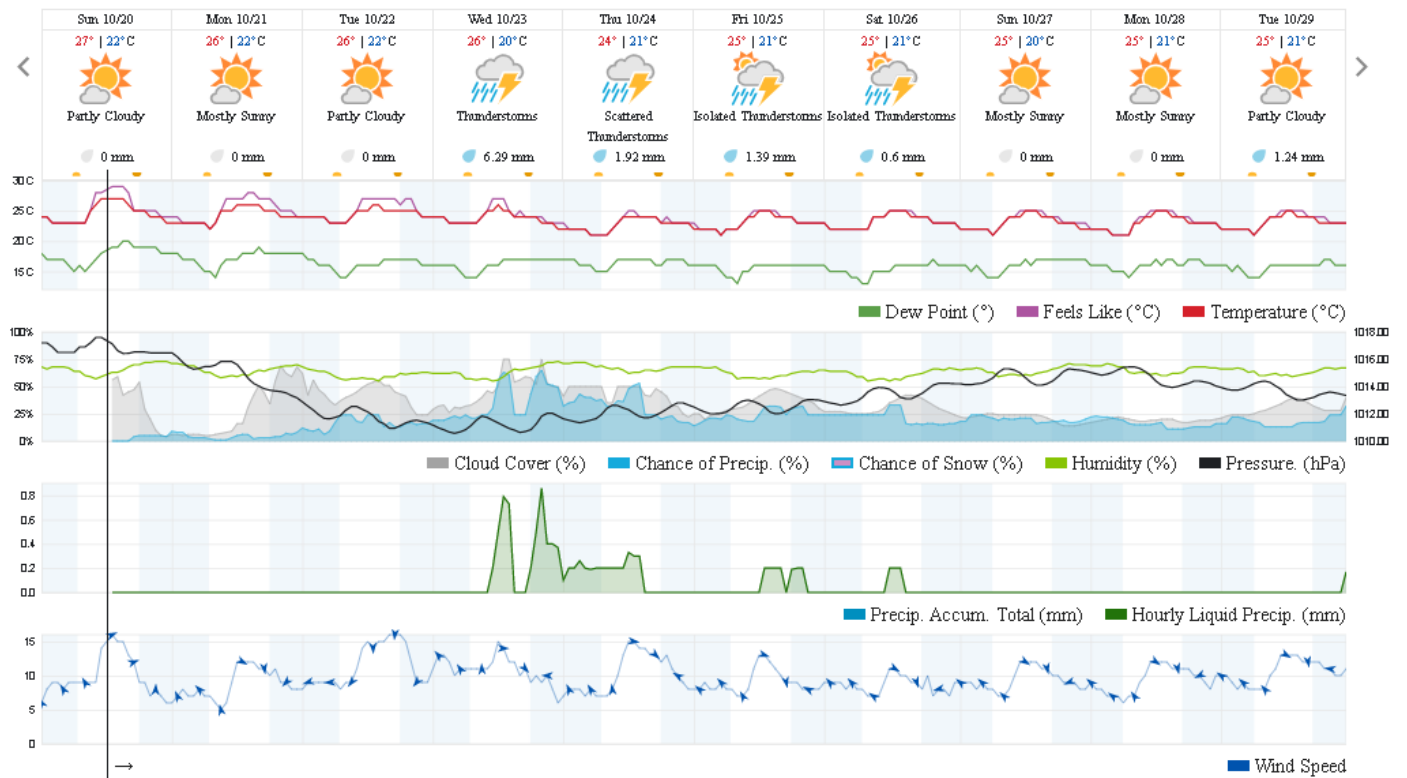 Sun 10/20 Mon 10/21 Tue 10/22 Wed 10/23 Thu 10/24 Fri 10/25 Sat 10/26 Sun 10/27 Mon 10/28 Tue 10/29
27° | 22°C 26° | 22°C 26° | 22°C 26° | 20°C 24° | 21°C 25° | 21°C 25° | 21°C 25° | 20°C 25° | 21°C 25° | 21°C
Partly Cloudy Mostly Sunny Partly Cloudy Thunderstorms Scattered Isolated Thunderstorms Isolated Thunderstorms Mostly Sunny Mostly Sunny Partly Cloudy
Thunderstorms
0 mm 0 mm 0 mm 6.29 mm 1.92 mm 1.39 mm 0.6 mm 0 mm 0 mm 1.24 mm
30 C
25 C
20 C
15 C
Dew Point (°) Feels Like (°C) Temperature (°C)
100% 1018.00
75% 1016.00
50% 1014.00
25% 1012.00
0% 1010.00
Cloud Cover (%) Chance of Precip. (%) Chance of Snow (%) Humidity (%) Pressure. (hPa)
0.8
0.6
0.4
0.2
0.0
Precip. Accum. Total (mm) Hourly Liquid Precip. (mm)
15
10
5
0
→
Wind Speed